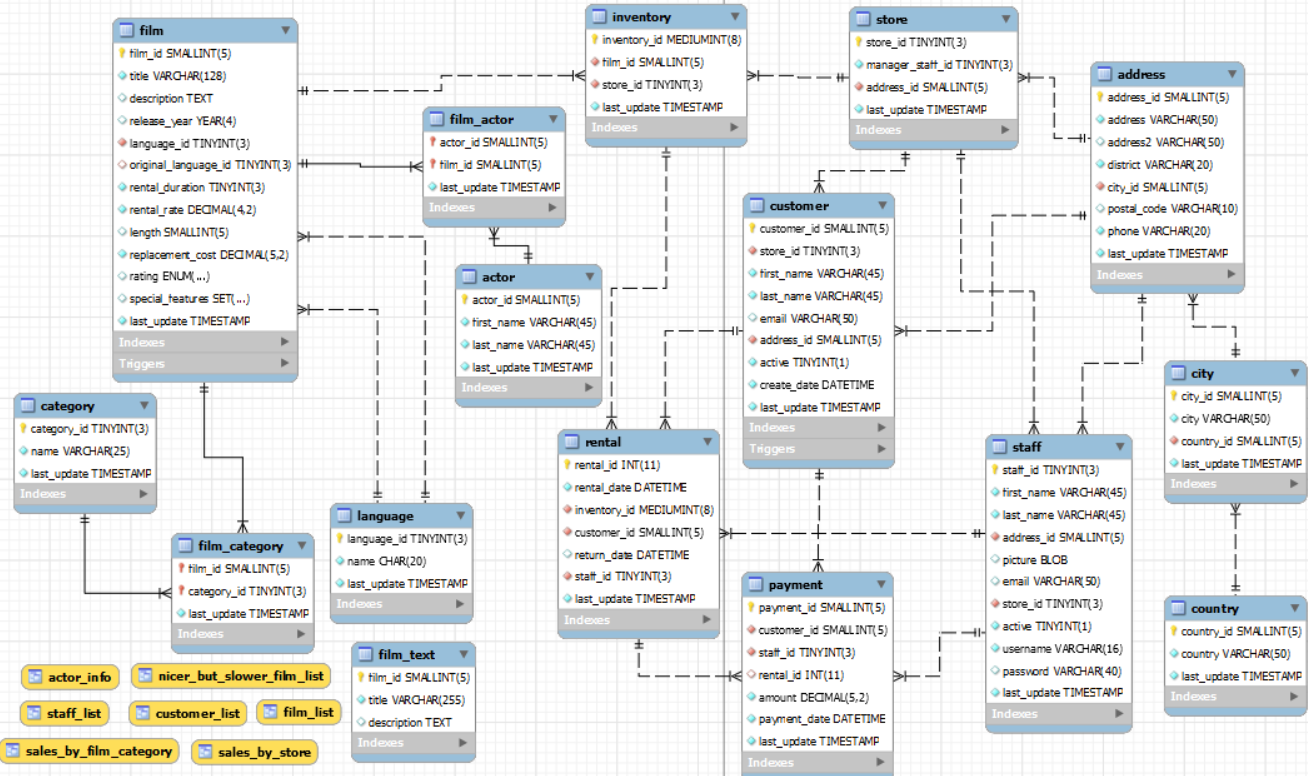 film
film_id SMALLINT(5)
title VARCHAR(128)
description TEXT
release_year YEAR(4)
language_id TINYINT(3)
original_language_id TINYINT(3)
rental_duration TINYINT(3)
rental_rate DECIMAL(4,2)
length SMALLINT(5)
replacement_cost DECIMAL(5,2)
rating ENUM(...)
special_features SET(...)
last_update TIMESTAMP
Indexes
Triggers
inventory
inventory_id MEDIUMINT(8)
film_id SMALLINT(5)
store_id TINYINT(3)
last_update TIMESTAMP
Indexes
store
store_id TINYINT(3)
manager_staff_id TINYINT(3)
address_id SMALLINT(5)
last_update TIMESTAMP
Indexes
address
address_id SMALLINT(5)
address VARCHAR(50)
address2 VARCHAR(50)
district VARCHAR(20)
city_id SMALLINT(5)
postal_code VARCHAR(10)
phone VARCHAR(20)
last_update TIMESTAMP
Indexes
film_actor
actor_id SMALLINT(5)
film_id SMALLINT(5)
last_update TIMESTAMP
Indexes
customer
customer_id SMALLINT(5)
store_id TINYINT(3)
first_name VARCHAR(45)
last_name VARCHAR(45)
email VARCHAR(50)
address_id SMALLINT(5)
active TINYINT(1)
create_date DATETIME
last_update TIMESTAMP
Indexes
Triggers
actor
actor_id SMALLINT(5)
first_name VARCHAR(45)
last_name VARCHAR(45)
last_update TIMESTAMP
Indexes
city
city_id SMALLINT(5)
city VARCHAR(50)
country_id SMALLINT(5)
last_update TIMESTAMP
Indexes
category
category_id TINYINT(3)
name VARCHAR(25)
last_update TIMESTAMP
Indexes
rental
rental_id INT(11)
rental_date DATETIME
inventory_id MEDIUMINT(8)
customer_id SMALLINT(5)
return_date DATETIME
staff_id TINYINT(3)
last_update TIMESTAMP
Indexes
staff
staff_id TINYINT(3)
first_name VARCHAR(45)
last_name VARCHAR(45)
address_id SMALLINT(5)
picture BLOB
email VARCHAR(50)
store_id TINYINT(3)
active TINYINT(1)
username VARCHAR(16)
password VARCHAR(40)
last_update TIMESTAMP
Indexes
language
language_id TINYINT(3)
name CHAR(20)
last_update TIMESTAMP
Indexes
film_category
film_id SMALLINT(5)
category_id TINYINT(3)
last_update TIMESTAMP
Indexes
payment
payment_id SMALLINT(5)
customer_id SMALLINT(5)
staff_id TINYINT(3)
rental_id INT(11)
amount DECIMAL(5,2)
payment_date DATETIME
last_update TIMESTAMP
Indexes
country
country_id SMALLINT(5)
country VARCHAR(50)
last_update TIMESTAMP
Indexes
film_text
film_id SMALLINT(5)
title VARCHAR(255)
description TEXT
Indexes
actor_info
nicer_but_slower_film_list
staff_list
customer_list
film_list
sales_by_film_category
sales_by_store